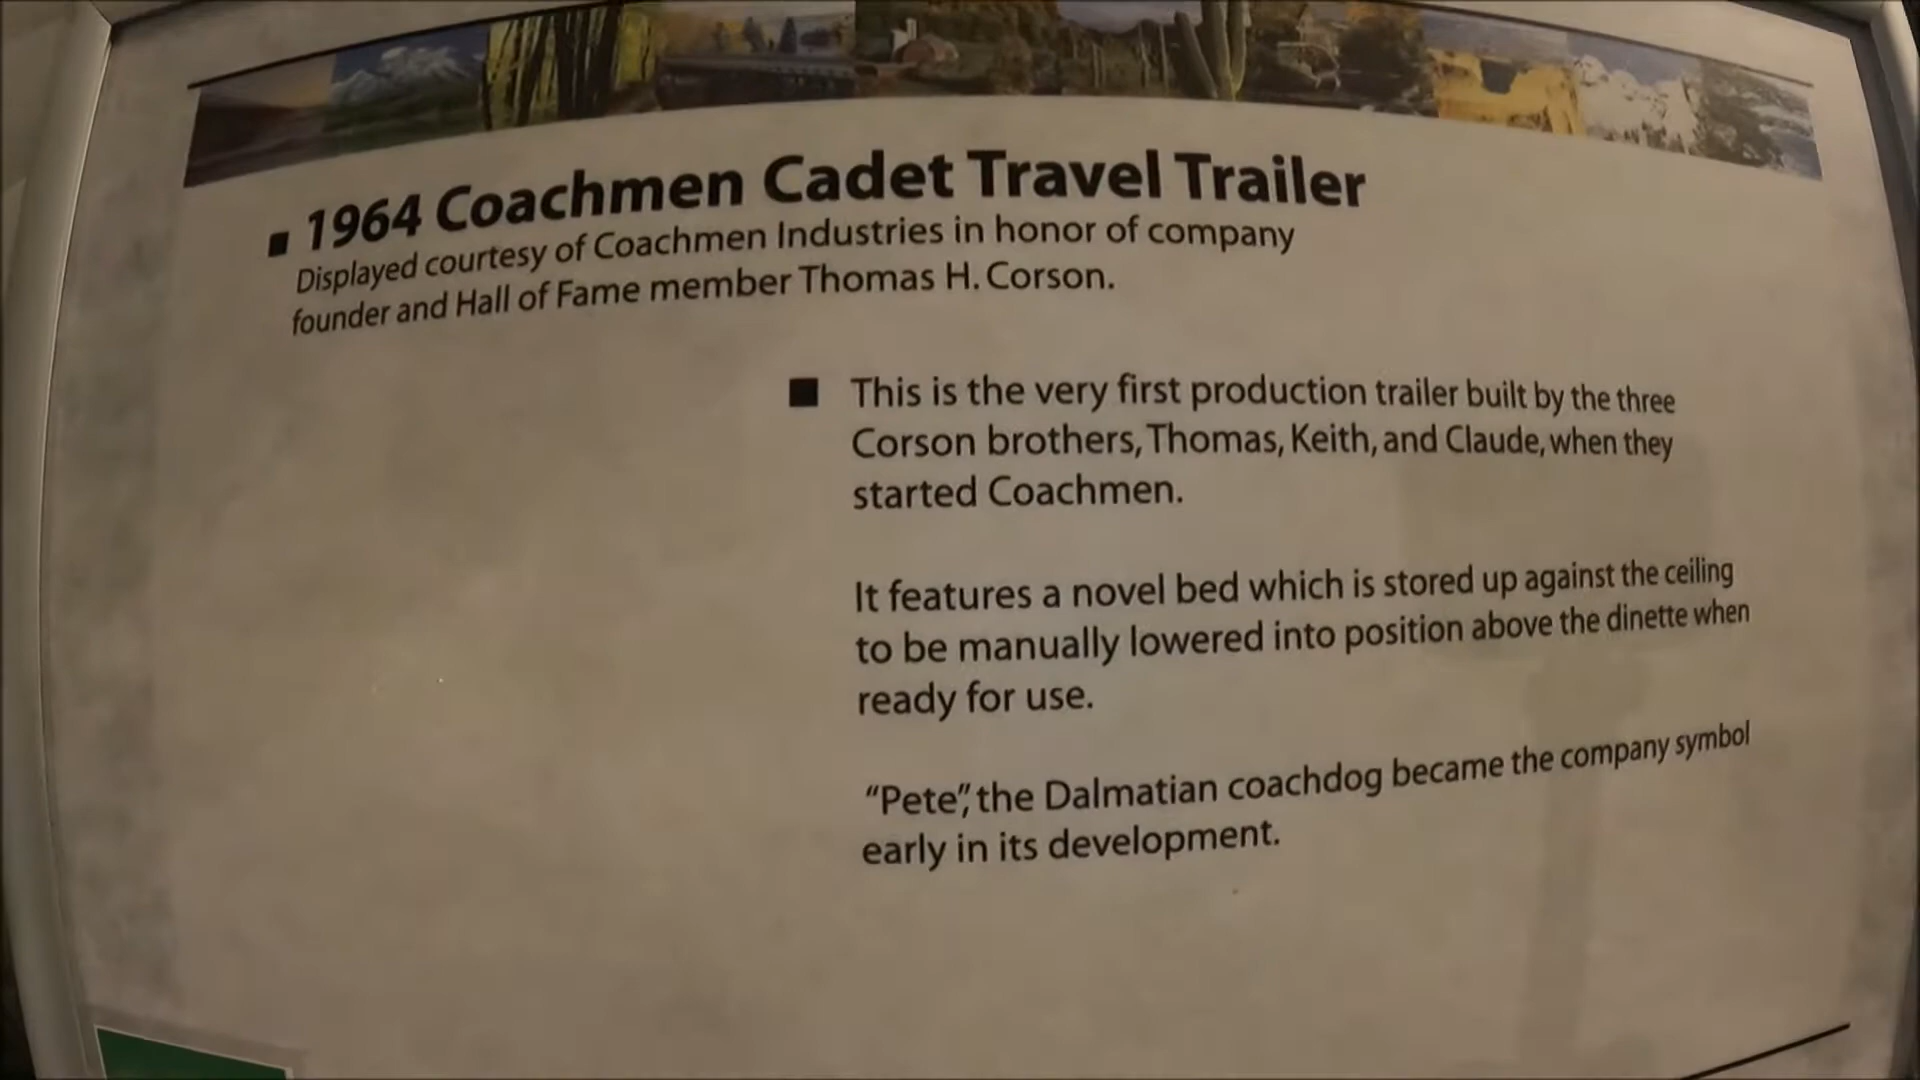 ▪ 1964 Coachmen Cadet Travel Trailer
Displayed courtesy of Coachmen Industries in honor of company
founder and Hall of Fame member Thomas H. Corson.
■ This is the very first production trailer built by the three
Corson brothers, Thomas, Keith, and Claude, when they
started Coachmen.
It features a novel bed which is stored up against the ceiling
to be manually lowered into position above the dinette when
ready for use.
“Pete”, the Dalmatian coachdog became the company symbol
early in its development.